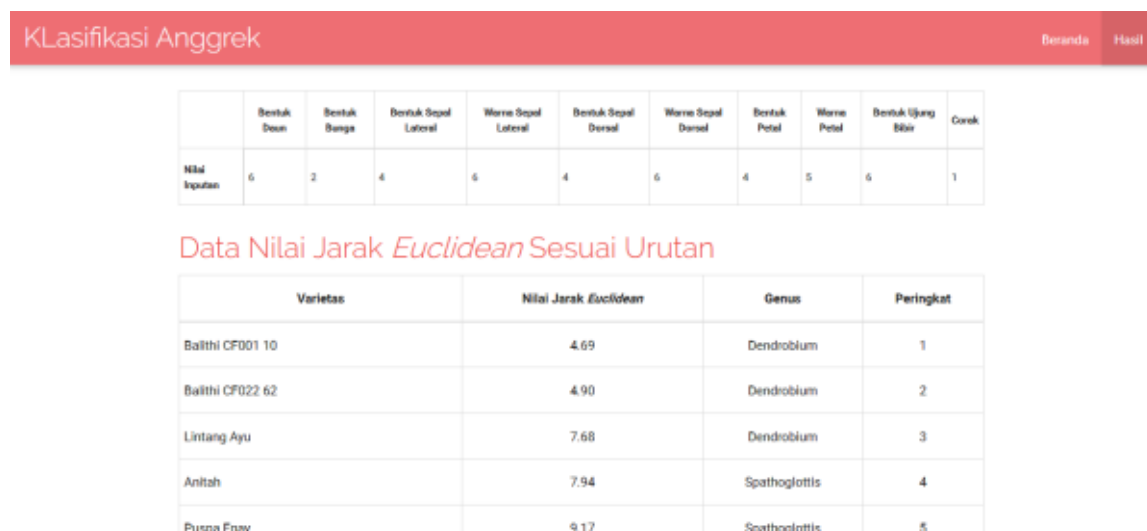 KLasifikasi Anggrek Beranda Hasil
Bentuk Daun Bentuk Bunga Bentuk Sepal Lateral Warna Sepal Lateral Bentuk Sepal Dorsal Warna Sepal Dorsal Bentuk Petal Warna Petal Bentuk Ujung Bibir Corak
Nilai Inputan 6 2 4 6 4 6 4 5 6 1
Data Nilai Jarak Euclidean Sesuai Urutan
Varietas Nilai Jarak Euclidean Genus Peringkat
Balithi CF001 10 4.69 Dendrobium 1
Balithi CF022 62 4.90 Dendrobium 2
Lintang Ayu 7.68 Dendrobium 3
Anitah 7.94 Spathoglottis 4
Puspa Enay 9.17 Spathoglottis 5